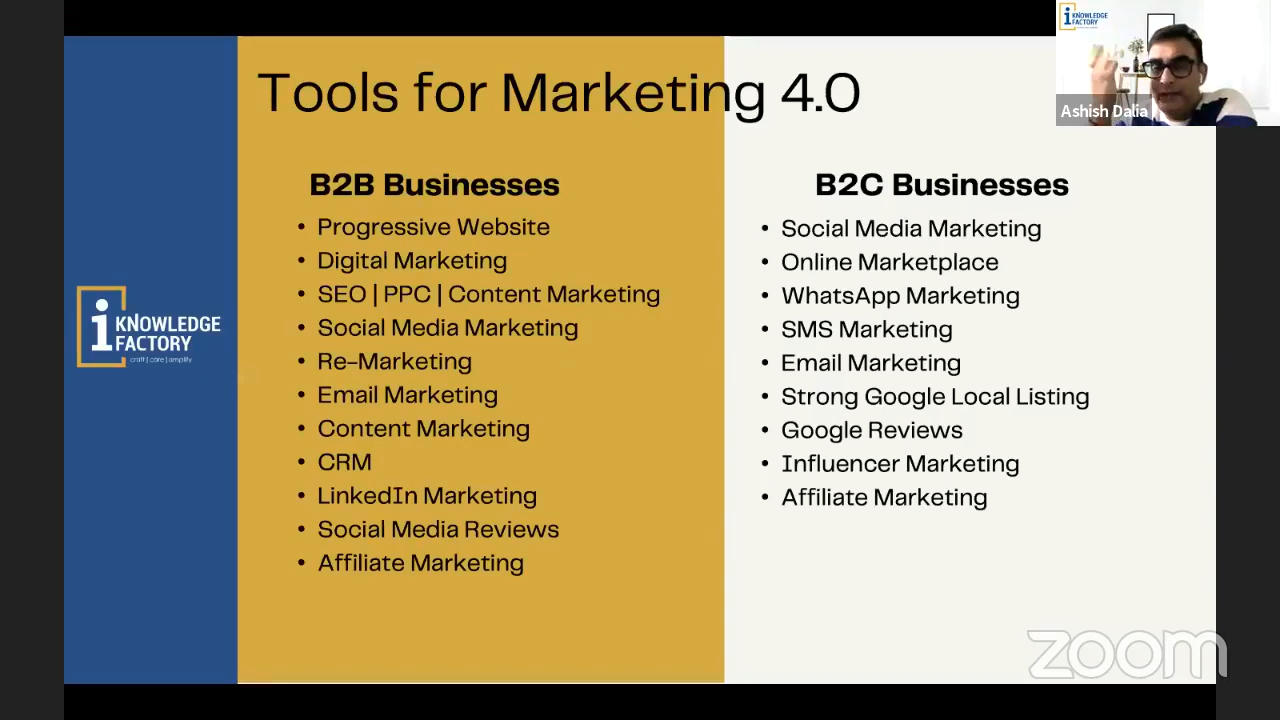 Tools for Marketing 4.0
B2B Businesses
• Progressive Website
• Digital Marketing
• SEO | PPC | Content Marketing
• Social Media Marketing
• Re-Marketing
• Email Marketing
• Content Marketing
• CRM
• LinkedIn Marketing
• Social Media Reviews
• Affiliate Marketing
B2C Businesses
• Social Media Marketing
• Online Marketplace
• WhatsApp Marketing
• SMS Marketing
• Email Marketing
• Strong Google Local Listing
• Google Reviews
• Influencer Marketing
• Affiliate Marketing
i KNOWLEDGE
FACTORY
craft | care | amplify
i KNOWLEDGE
FACTORY
Ashish Dalia
zoom